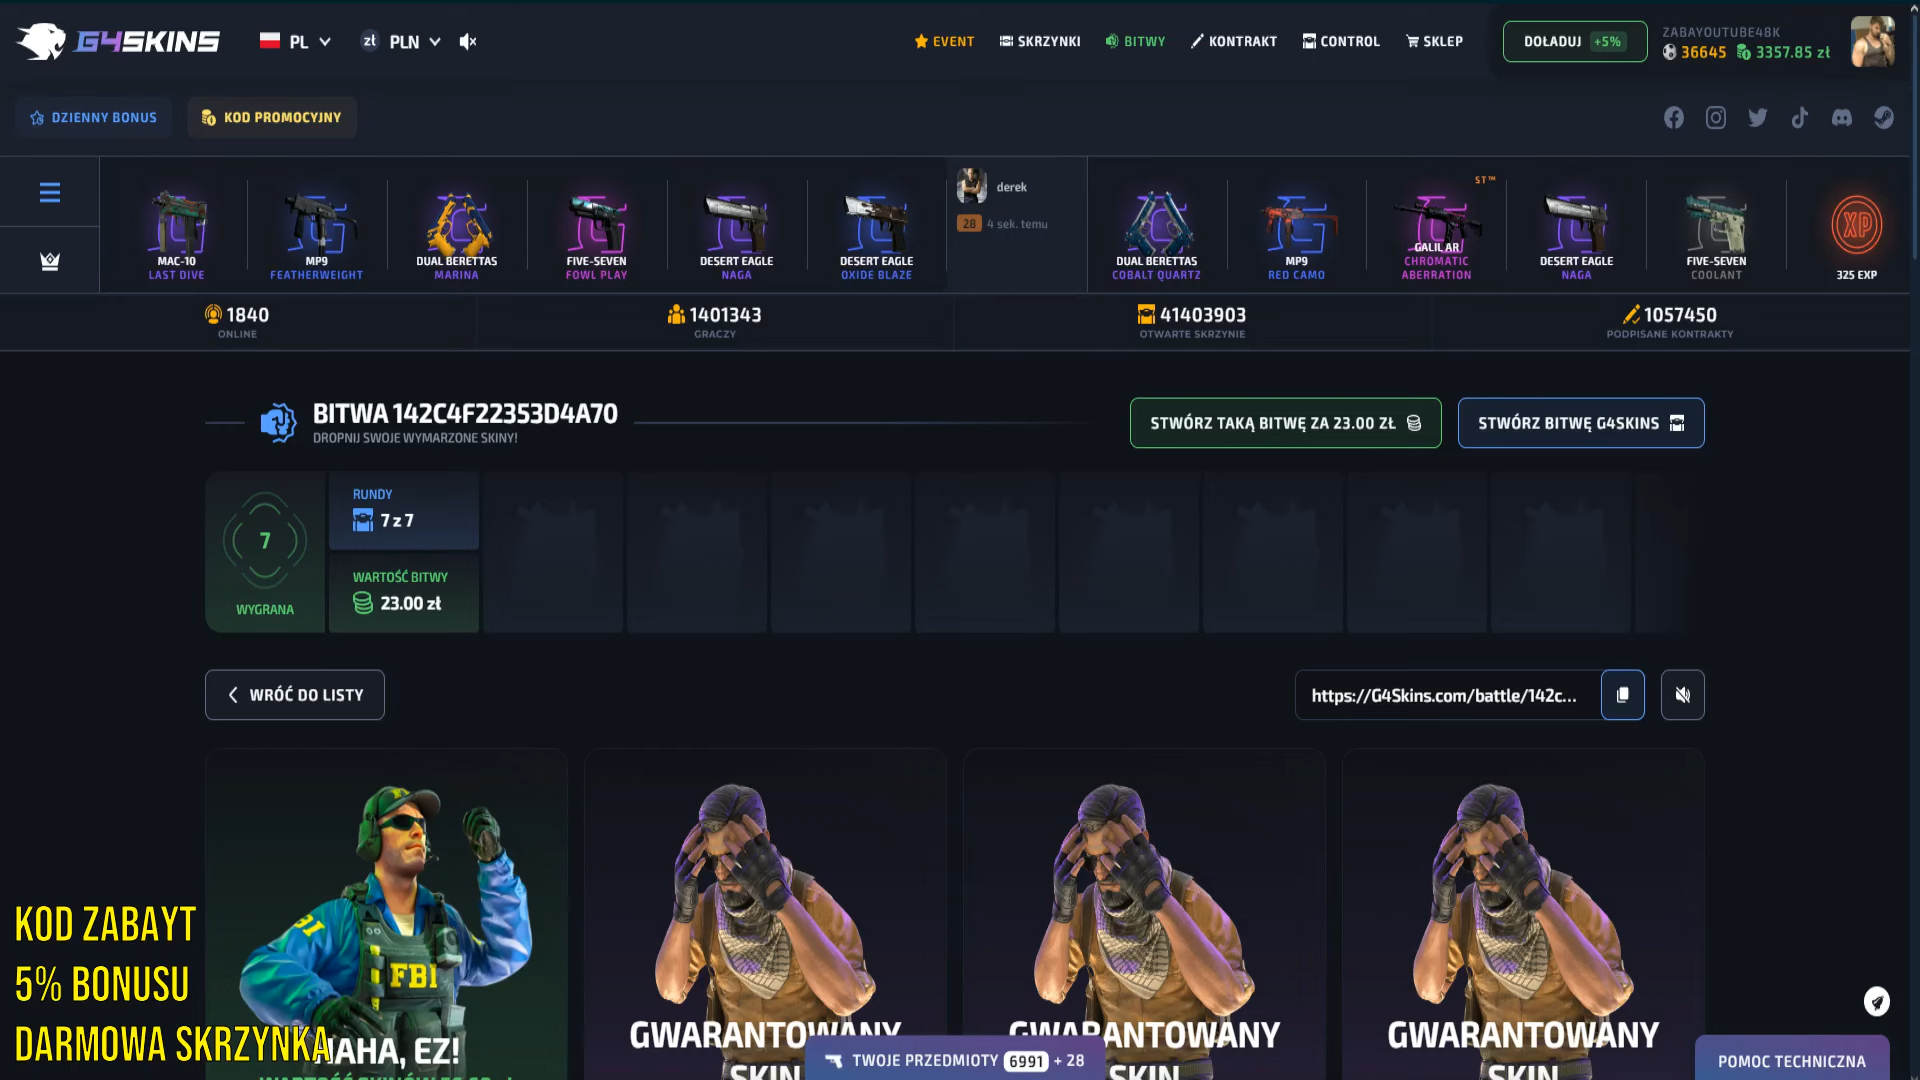 G4SKINS
PL
zł PLN
EVENT
SKRZYNKI
BITWY
KONTRAKT
CONTROL
SKLEP
DOŁADUJ +5%
ZABAYOUTUBE48K
36645 3357.85 zł
DZIENNY BONUS
KOD PROMOCYJNY
MAC-10
LAST DIVE
MP9
FEATHERWEIGHT
DUAL BERETTAS
MARINA
FIVE-SEVEN
FOWL PLAY
DESERT EAGLE
NAGA
DESERT EAGLE
OXIDE BLAZE
derek
28 4 sek. temu
DUAL BERETTAS
COBALT QUARTZ
MP9
RED CAMO
ST™
GALIL AR
CHROMATIC
ABERRATION
DESERT EAGLE
NAGA
FIVE-SEVEN
COOLANT
XP
325 EXP
1840
ONLINE
1401343
GRACZY
41403903
OTWARTE SKRZYNIE
1057450
PODPISANE KONTRAKTY
BITWA 142C4F22353D4A70
DROPNIJ SWOJE WYMARZONE SKINY!
STWÓRZ TAKĄ BITWĘ ZA 23.00 ZŁ
STWÓRZ BITWĘ G4SKINS
7
WYGRANA
RUNDY
7 z 7
WARTOŚĆ BITWY
23.00 zł
WRÓĆ DO LISTY
https://G4Skins.com/battle/142c...
FBI
HAHA, EZ!
GWARANTOWANY
SKIN
GWARANTOWANY
SKIN
GWARANTOWANY
SKIN
KOD ZABAYT
5% BONUSU
DARMOWA SKRZYNKA
TWOJE PRZEDMIOTY 6991 + 28
POMOC TECHNICZNA